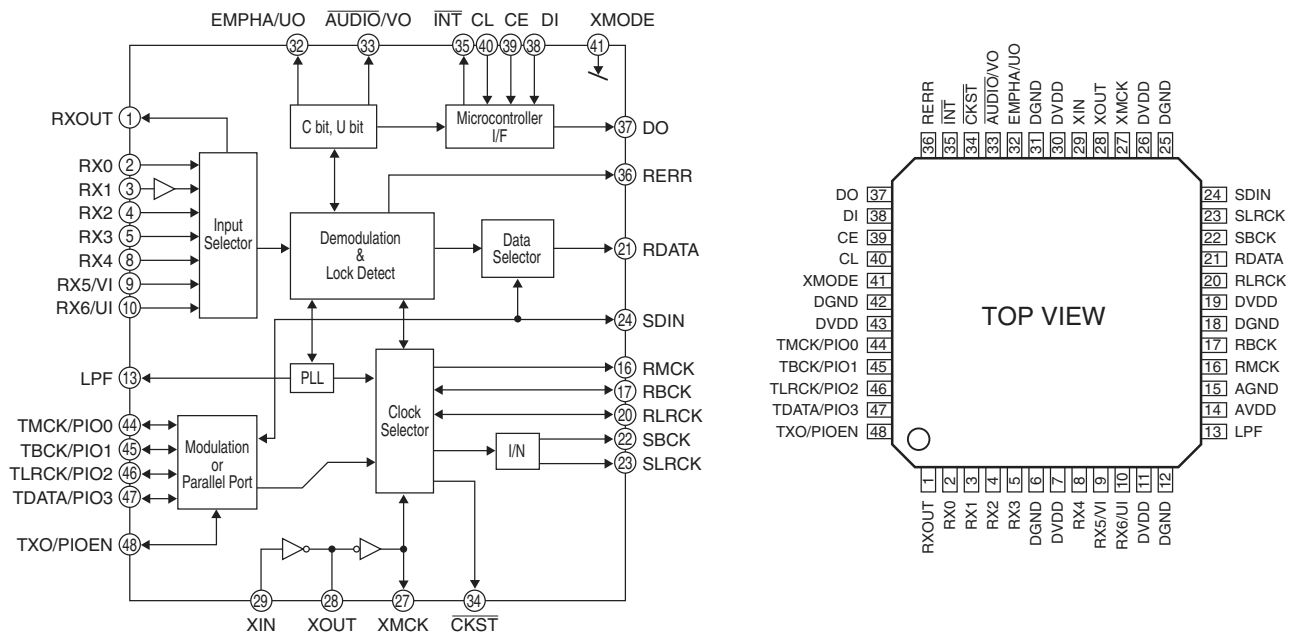 EMPHA/UO AUDIO/VO INT CL CE DI XMODE
32 33 35 40 39 38 41
RXOUT 1
C bit, U bit
Microcontroller
I/F
37 DO
RX0 2
36 RERR
RX1 3
RX2 4
RX3 5
Input
Selector
Demodulation
&
Lock Detect
Data
Selector
21 RDATA
RX4 8
RX5/VI 9
RX6/UI 10
24 SDIN
LPF 13
PLL
Clock
Selector
16 RMCK
17 RBCK
20 RLRCK
I/N
22 SBCK
23 SLRCK
TMCK/PIO0 44
TBCK/PIO1 45
TLRCK/PIO2 46
TDATA/PIO3 47
Modulation
or
Parallel Port
TXO/PIOEN 48
29 28 27 34
XIN XOUT XMCK CKST
RERR INT CKST AUDIO/VO EMPHA/UO DGND DVDD XIN XOUT XMCK DVDD DGND
36 35 34 33 32 31 30 29 28 27 26 25
DO 37
DI 38
CE 39
CL 40
XMODE 41
DGND 42
DVDD 43
TMCK/PIO0 44
TBCK/PIO1 45
TLRCK/PIO2 46
TDATA/PIO3 47
TXO/PIOEN 48
TOP VIEW
24 SDIN
23 SLRCK
22 SBCK
21 RDATA
20 RLRCK
19 DVDD
18 DGND
17 RBCK
16 RMCK
15 AGND
14 AVDD
13 LPF
1 2 3 4 5 6 7 8 9 10 11 12
RXOUT RX0 RX1 RX2 RX3 DGND DVDD RX4 RX5/VI RX6/UI DVDD DGND